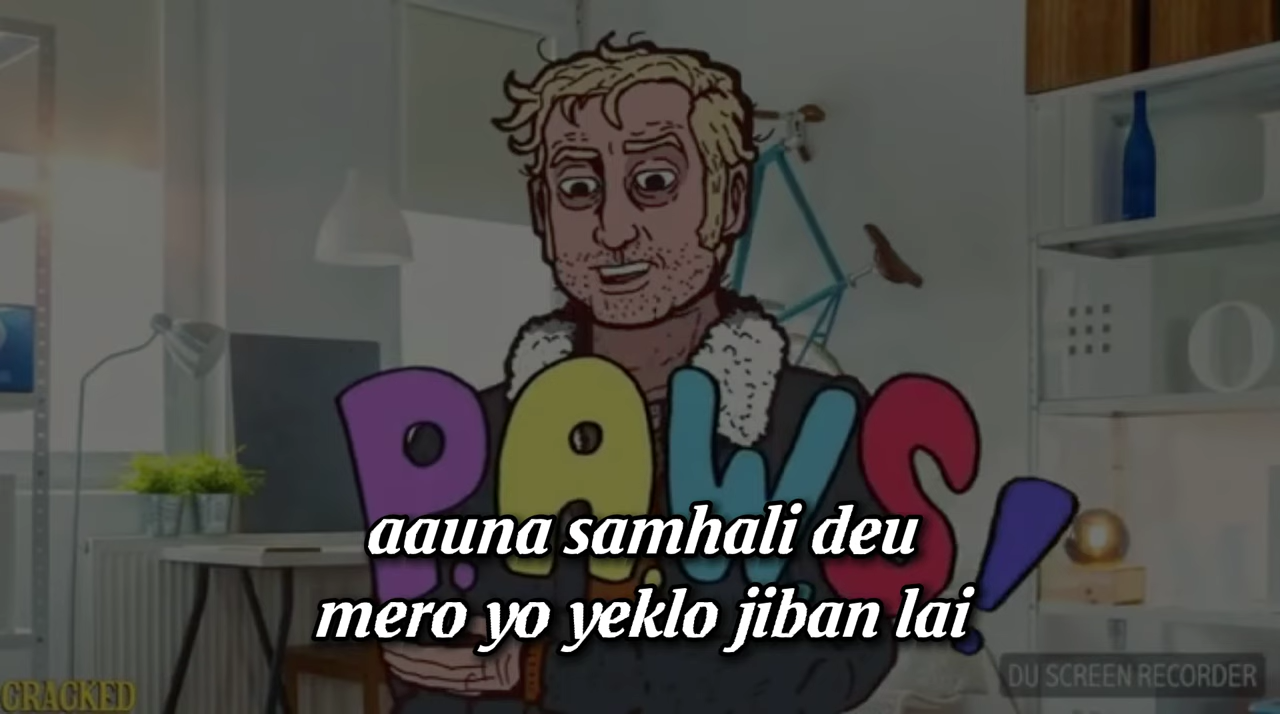 P.A.W.S!
aauna samhali deu
mero yo yeklo jiban lai
DU SCREEN RECORDER
CRACKED